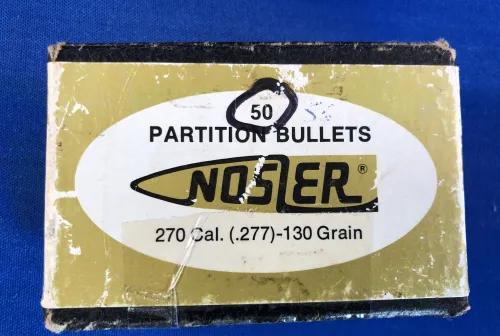 50
PARTITION BULLETS
NOSLER®
270 Cal. (.277)-130 Grain